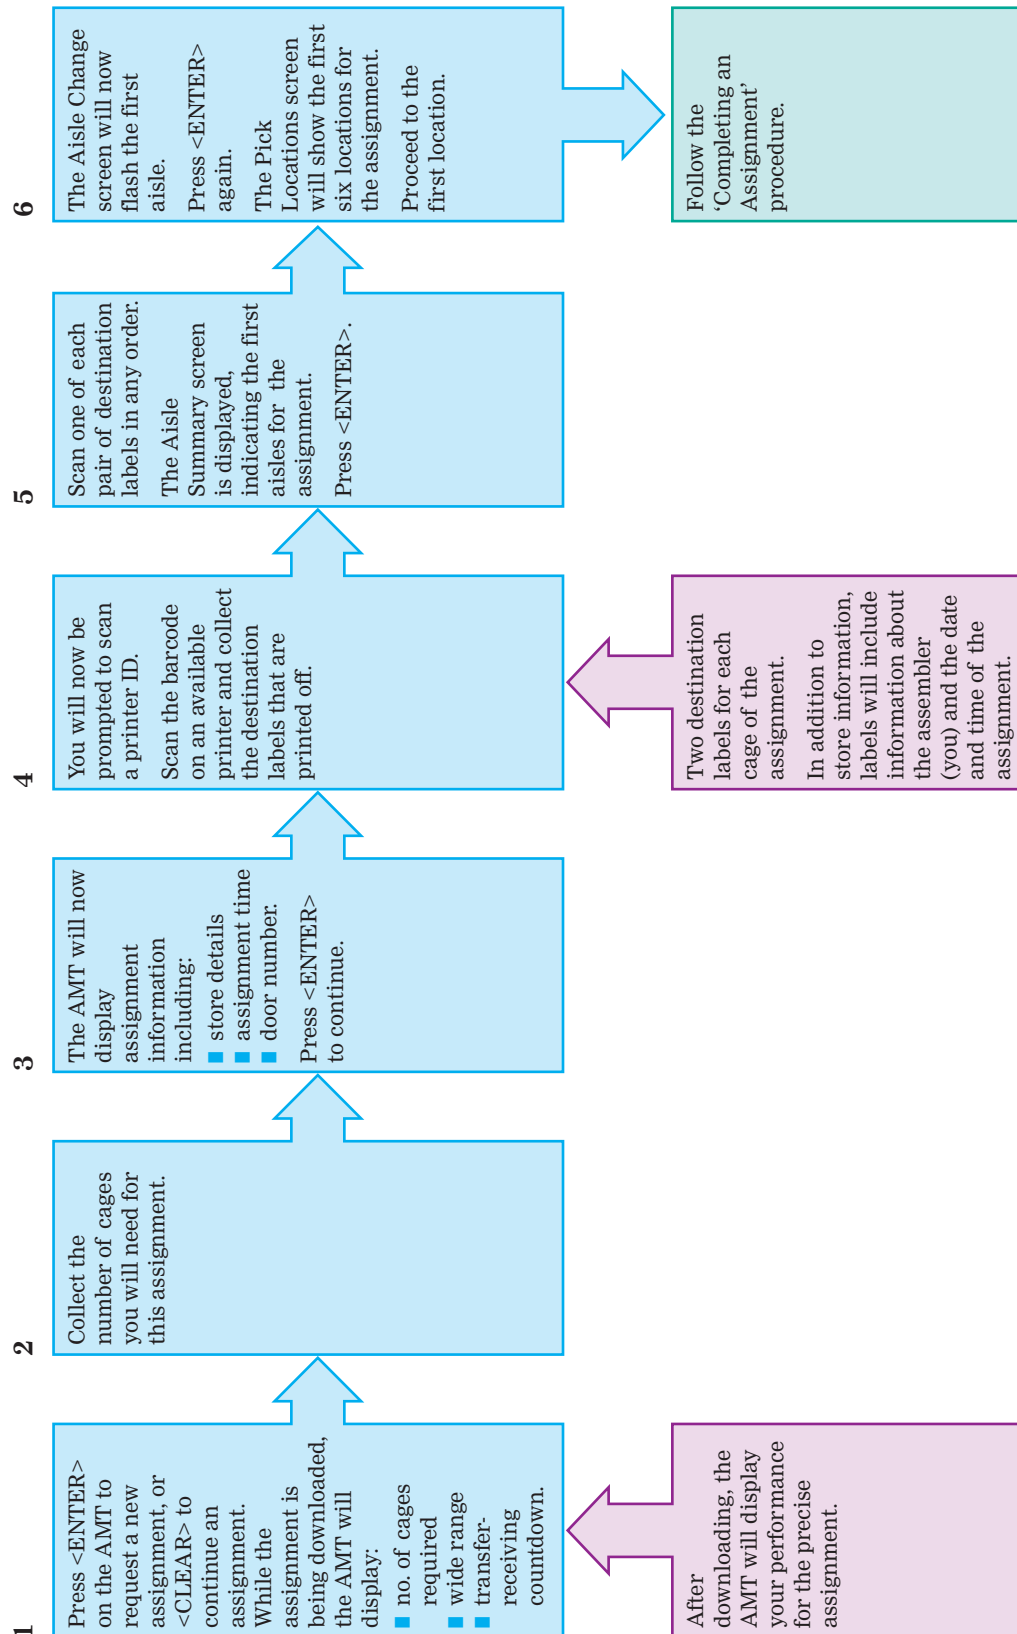 1
Press <ENTER>
on the AMT to
request a new
assignment, or
<CLEAR> to
continue an
assignment.
While the
assignment is
being downloaded,
the AMT will
display:
no. of cages
required
wide range
transfer-
receiving
countdown.
After
downloading, the
AMT will display
your performance
for the precise
assignment.
2
Collect the
number of cages
you will need for
this assignment.
3
The AMT will now
display
assignment
information
including:
store details
assignment time
door number.
Press <ENTER>
to continue.
4
You will now be
prompted to scan
a printer ID.
Scan the barcode
on an available
printer and collect
the destination
labels that are
printed off.
Two destination
labels for each
cage of the
assignment.
In addition to
store information,
labels will include
information about
the assembler
(you) and the date
and time of the
assignment.
5
Scan one of each
pair of destination
labels in any order.
The Aisle
Summary screen
is displayed,
indicating the first
aisles for the
assignment.
Press <ENTER>.
6
The Aisle Change
screen will now
flash the first
aisle.
Press <ENTER>
again.
The Pick
Locations screen
will show the first
six locations for
the assignment.
Proceed to the
first location.
Follow the
‘Completing an
Assignment’
procedure.